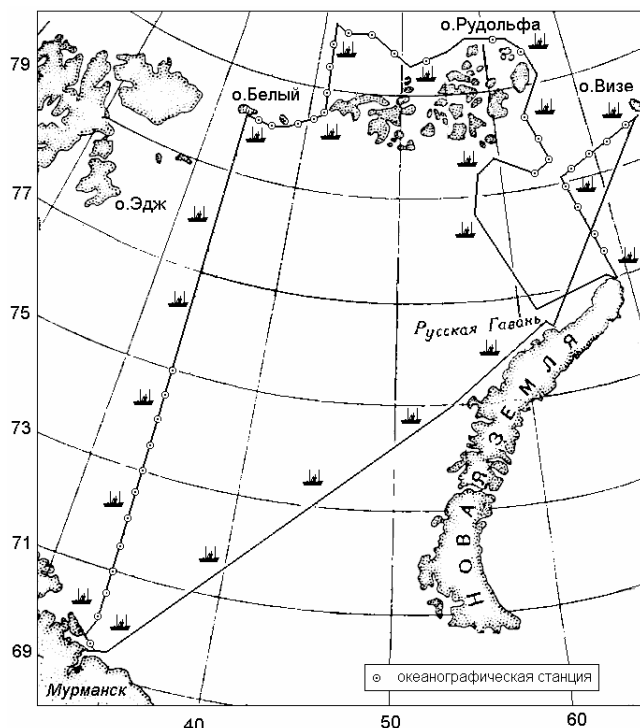 о.Рудольфа
79
о.Белый
о.Визе
77
о.Эдж
75
Русская Гавань
НОВАЯ ЗЕМЛЯ
73
71
69
океанографическая станция
Мурманск
40
50
60